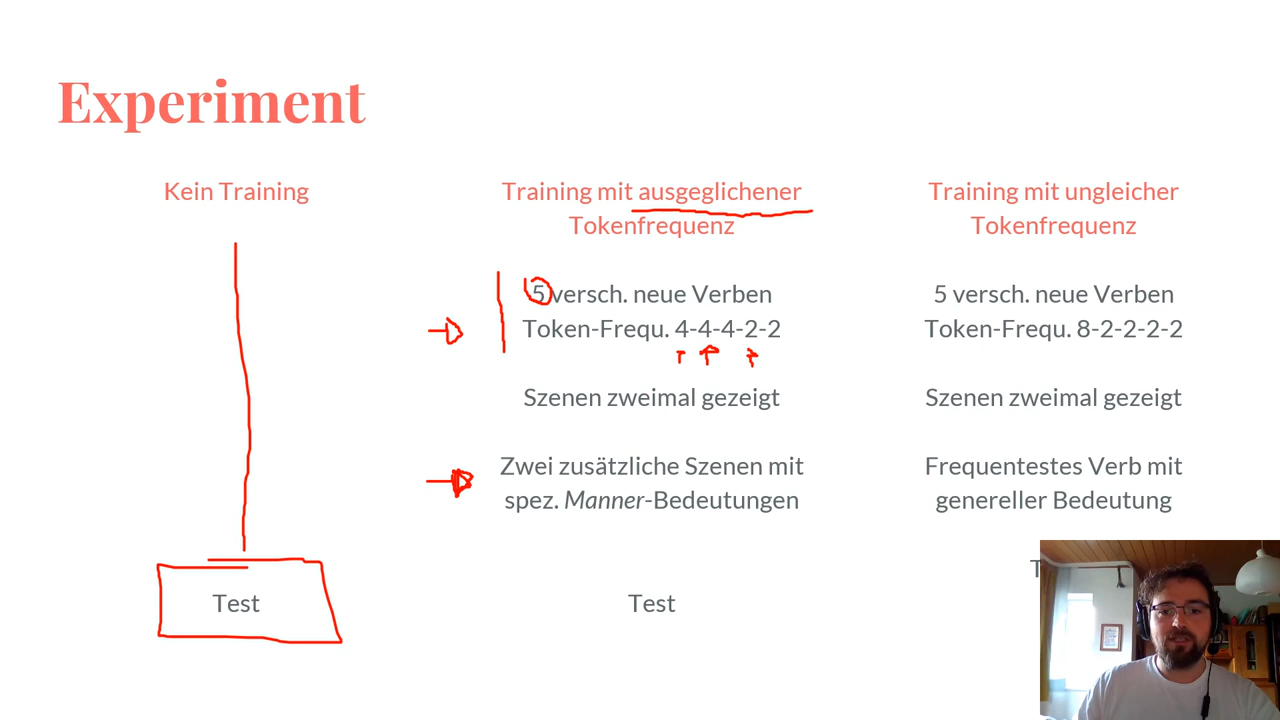 Experiment
Kein Training
Test
Training mit ausgeglichener
Tokenfrequenz
5 versch. neue Verben
Token-Frequ. 4-4-4-2-2
Szenen zweimal gezeigt
Zwei zusätzliche Szenen mit
spez. Manner-Bedeutungen
Test
Training mit ungleicher
Tokenfrequenz
5 versch. neue Verben
Token-Frequ. 8-2-2-2-2
Szenen zweimal gezeigt
Frequentestes Verb mit
genereller Bedeutung